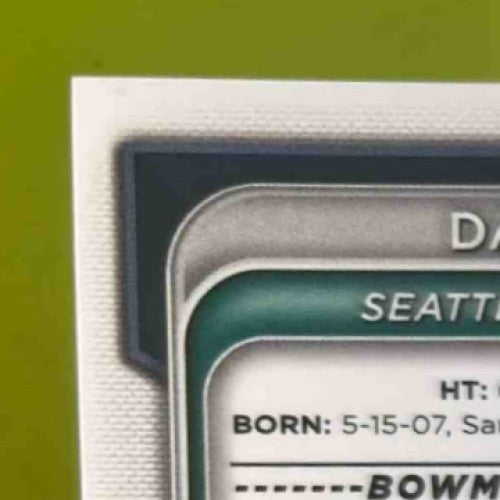 DA
SEATT
HT:
BORN: 5-15-07, Sa
-------BOWM